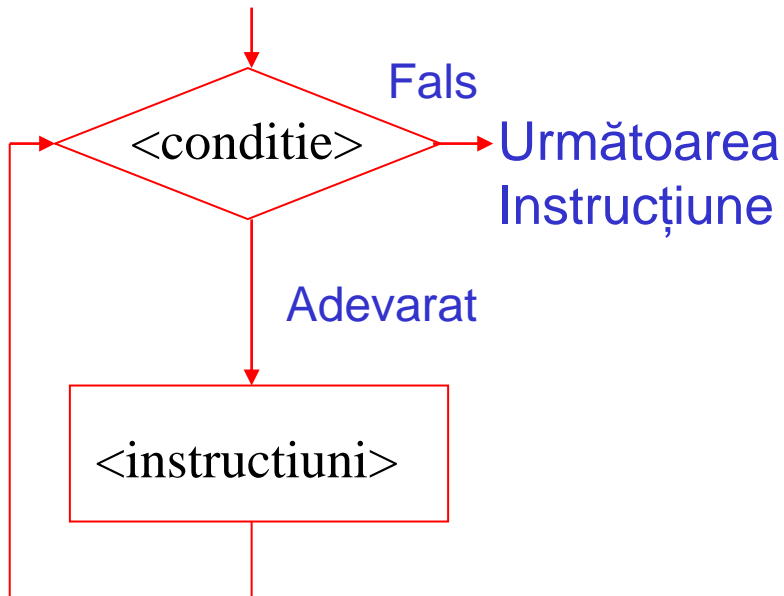 Fals
<conditie>
Următoarea
Instrucțiune
Adevarat
<instructiuni>